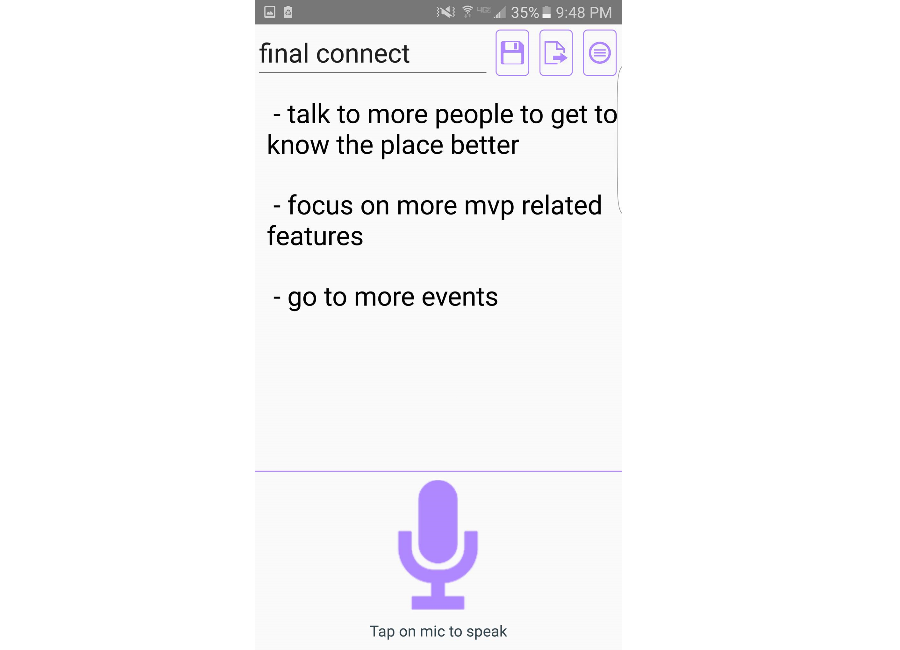 35% 9:48 PM
final connect
- talk to more people to get to
know the place better
- focus on more mvp related
features
- go to more events
Tap on mic to speak